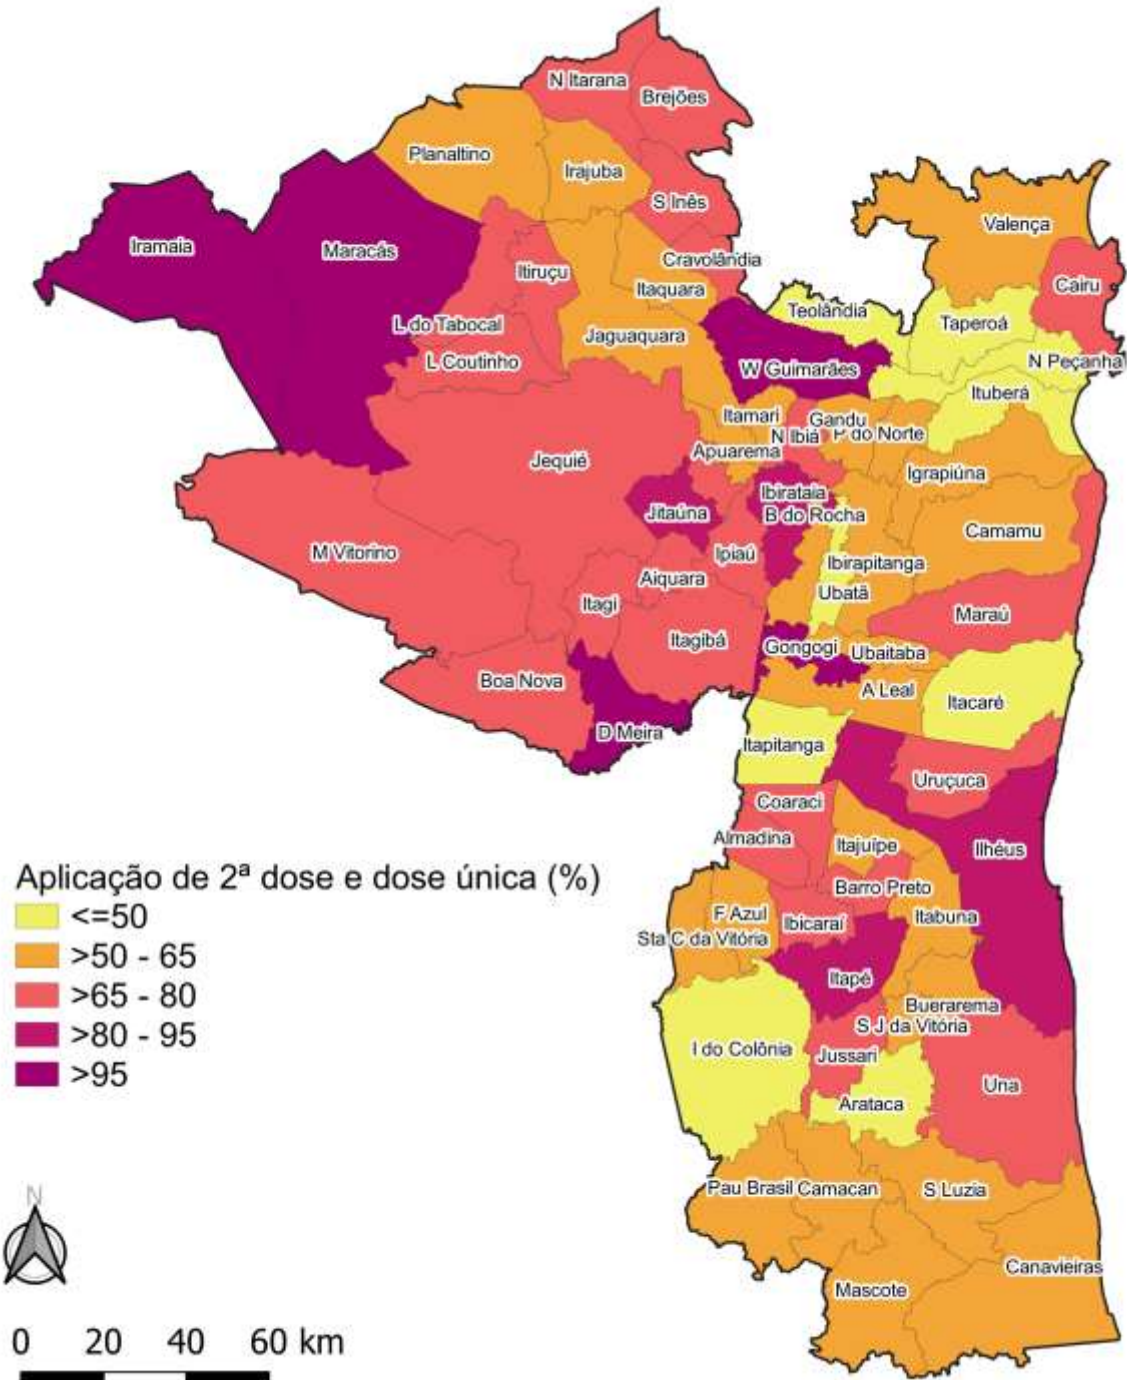 N Itarana
Brejões
Planaltino
Irajuba
S Inês
Valença
Iramaia
Maracás
Itiruçu
Cravolândia
Itaquara
Cairu
Teolândia
Taperoá
L do Tabocal
Jaguaquara
L Coutinho
W Guimarães
N Peçanha
Ituberá
Itamari
Gandu
N Ibiá
P do Norte
Apuarema
Jequié
Igrapiúna
Ibirataia
Jitaúna
B do Rocha
Camamu
M Vitorino
Ipiaú
Ibirapitanga
Aiquara
Ubatã
Itagi
Maraú
Itagibá
Gongogi
Ubaitaba
Boa Nova
A Leal
Itacaré
D Meira
Itapitanga
Uruçuca
Coaraci
Almadina
Itajuípe
Ilhéus
Barro Preto
F Azul
Ibicaraí
Itabuna
Sta C da Vitória
Itapé
Buerarema
S J da Vitória
I do Colônia
Jussari
Una
Arataca
Pau Brasil
Camacan
S Luzia
Canavieiras
Mascote
Aplicação de 2ª dose e dose única (%)
<=50
>50 - 65
>65 - 80
>80 - 95
>95
N
0 20 40 60 km